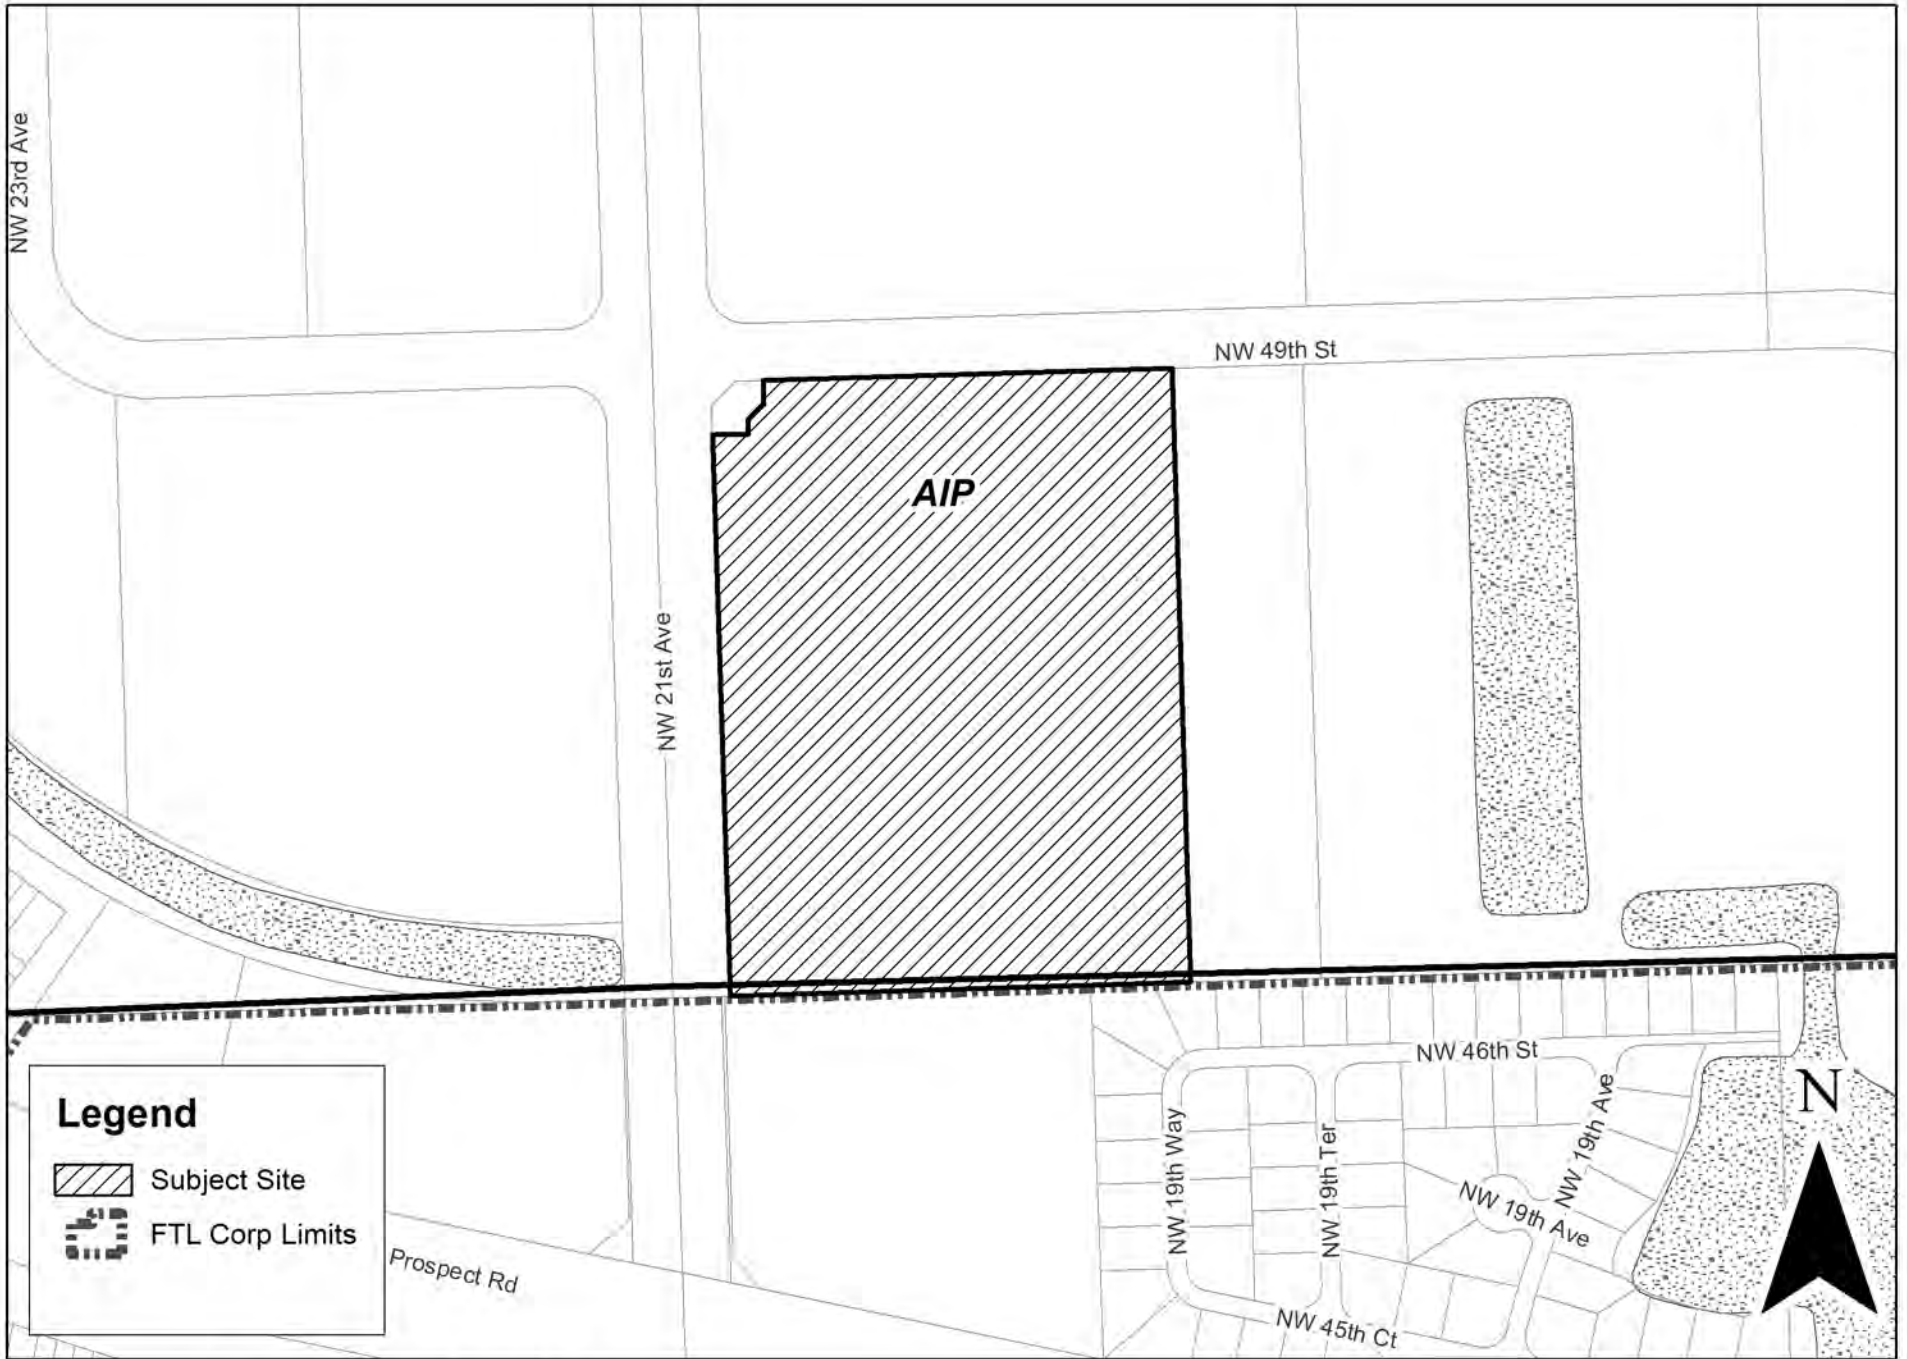 NW 23rd Ave
NW 49th St
AIP
NW 21st Ave
NW 46th St
NW 19th Way
NW 19th Ter
NW 19th Ave
NW 19th Ave
NW 45th Ct
N
Legend
Subject Site
FTL Corp Limits
Prospect Rd